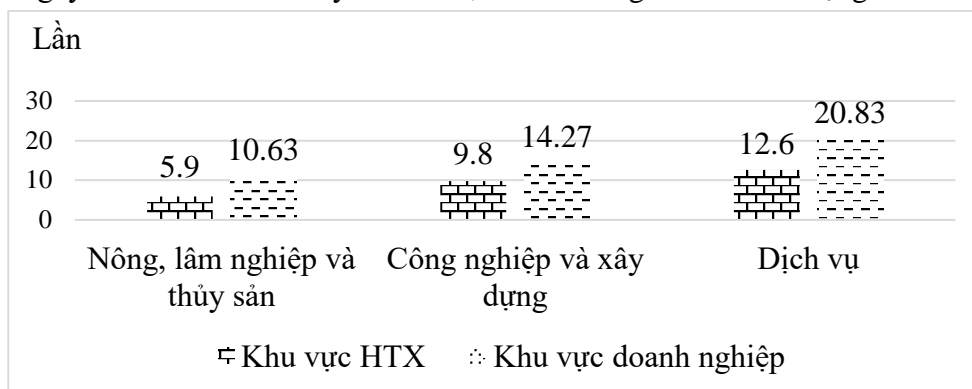 Lần
30
20
10
0
5.9
10.63
9.8
14.27
12.6
20.83
Nông, lâm nghiệp và
thủy sản
Công nghiệp và xây
dựng
Dịch vụ
Khu vực HTX
Khu vực doanh nghiệp